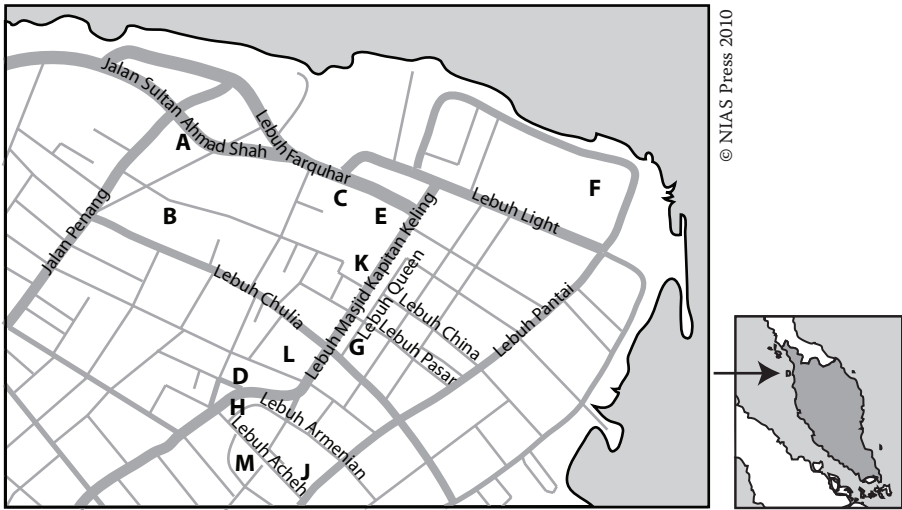 © NIAS Press 2010
Jalan Sultan Ahmad Shah
Lebuh Farquhar
A
F
Lebuh Light
C
E
B
Jalan Penang
Lebuh Masjid Kapitan Keling
K
Lebuh Queen
Lebuh Chulia
Lebuh China
Lebuh Pantai
G
Lebuh Pasar
L
D
H
Lebuh Armenian
Lebuh Acheh
M
J